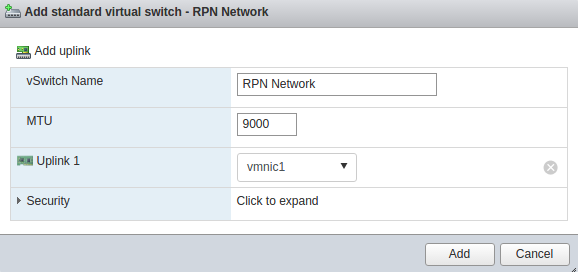 Add standard virtual switch - RPN Network
Add uplink
vSwitch Name RPN Network
MTU 9000
Uplink 1 vmnic1
Security Click to expand
Add Cancel